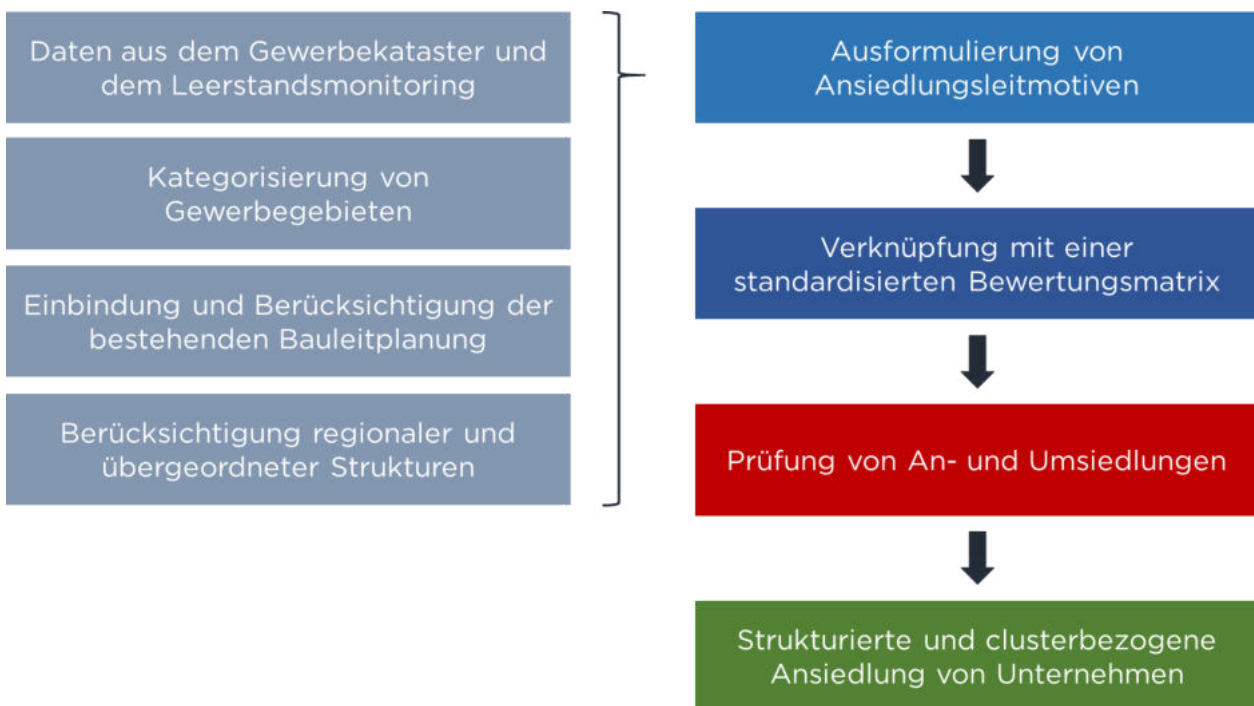 Daten aus dem Gewerbekataster und
dem Leerstandsmonitoring
Kategorisierung von
Gewerbegebieten
Einbindung und Berücksichtigung der
bestehenden Bauleitplanung
Berücksichtigung regionaler und
übergeordneter Strukturen
Ausformulierung von
Ansiedlungsleitmotiven
Verknüpfung mit einer
standardisierten Bewertungsmatrix
Prüfung von An- und Umsiedlungen
Strukturierte und clusterbezogene
Ansiedlung von Unternehmen